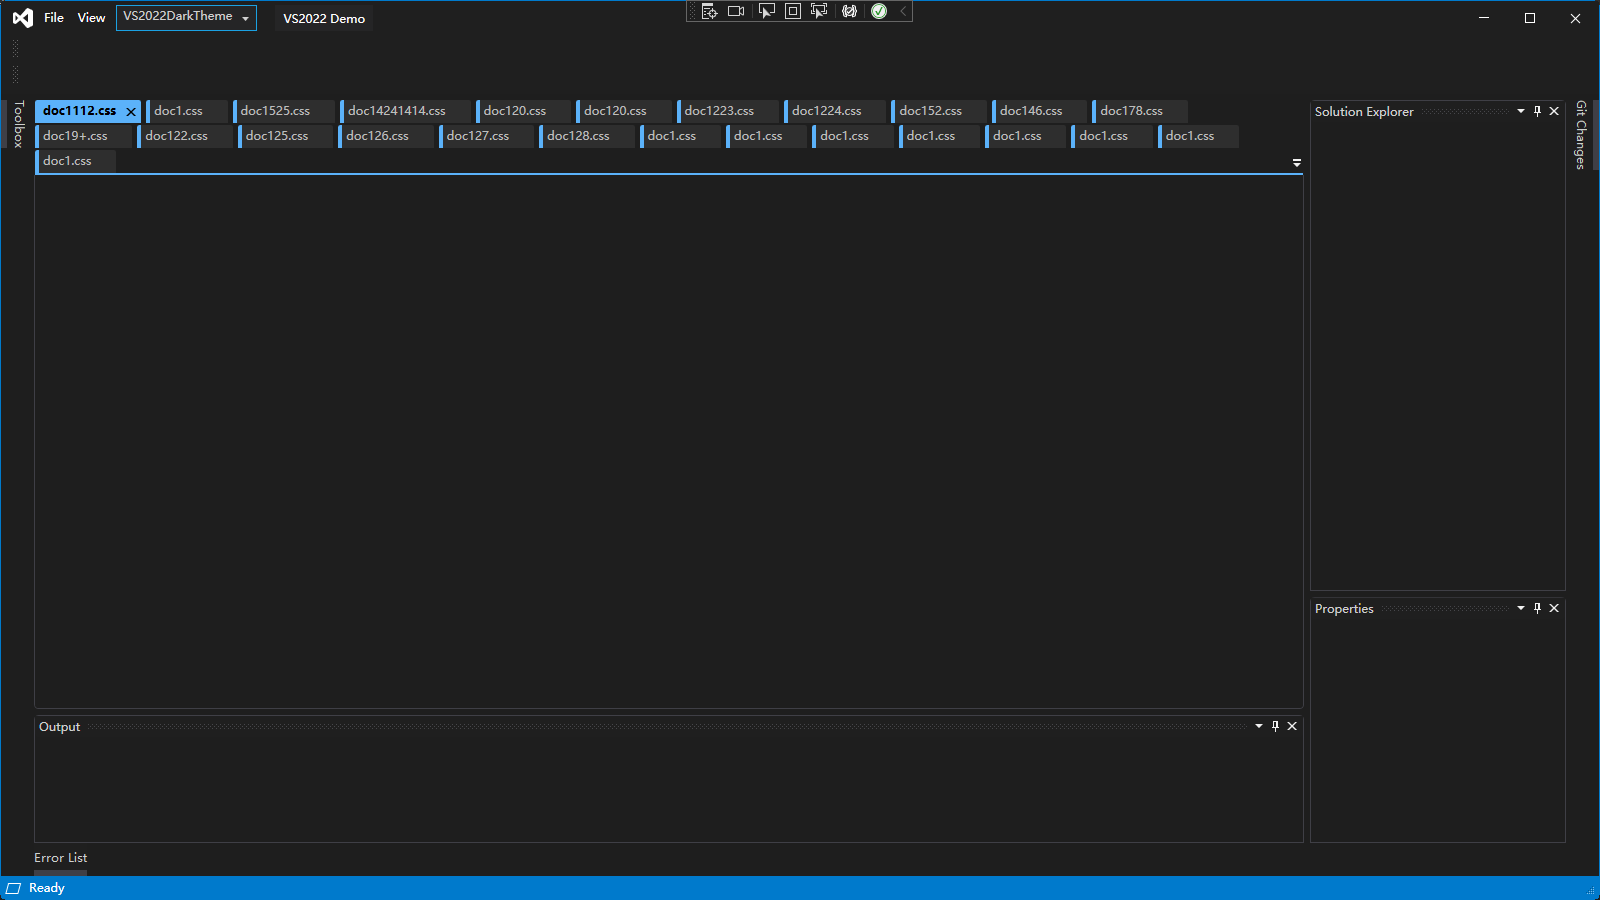 File View VS2022DarkTheme VS2022 Demo
Toolbox
doc1112.css doc1.css doc1525.css doc14241414.css doc120.css doc120.css doc1223.css doc1224.css doc152.css doc146.css doc178.css
doc19+.css doc122.css doc125.css doc126.css doc127.css doc128.css doc1.css doc1.css doc1.css doc1.css doc1.css doc1.css doc1.css
doc1.css
Solution Explorer
Git Changes
Properties
Output
Error List
Ready